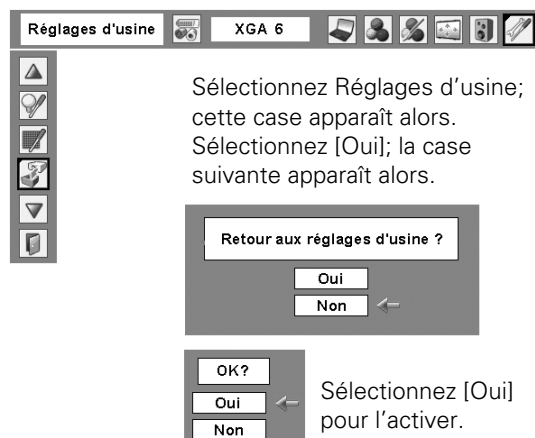 Réglages d'usine XGA 6
Sélectionnez Réglages d’usine;
cette case apparaît alors.
Sélectionnez [Oui]; la case
suivante apparaît alors.
Retour aux réglages d'usine ?
Oui
Non
OK?
Oui
Non
Sélectionnez [Oui]
pour l’activer.